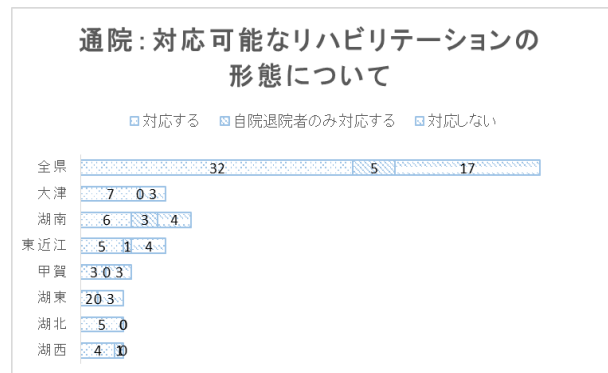 通院：対応可能なリハビリテーションの
形態について
対応する 自院退院者のみ対応する 対応しない
全県 32 5 17
大津 7 0 3
湖南 6 3 4
東近江 5 1 4
甲賀 3 0 3
湖東 2 0 3
湖北 5 0
湖西 4 1 0